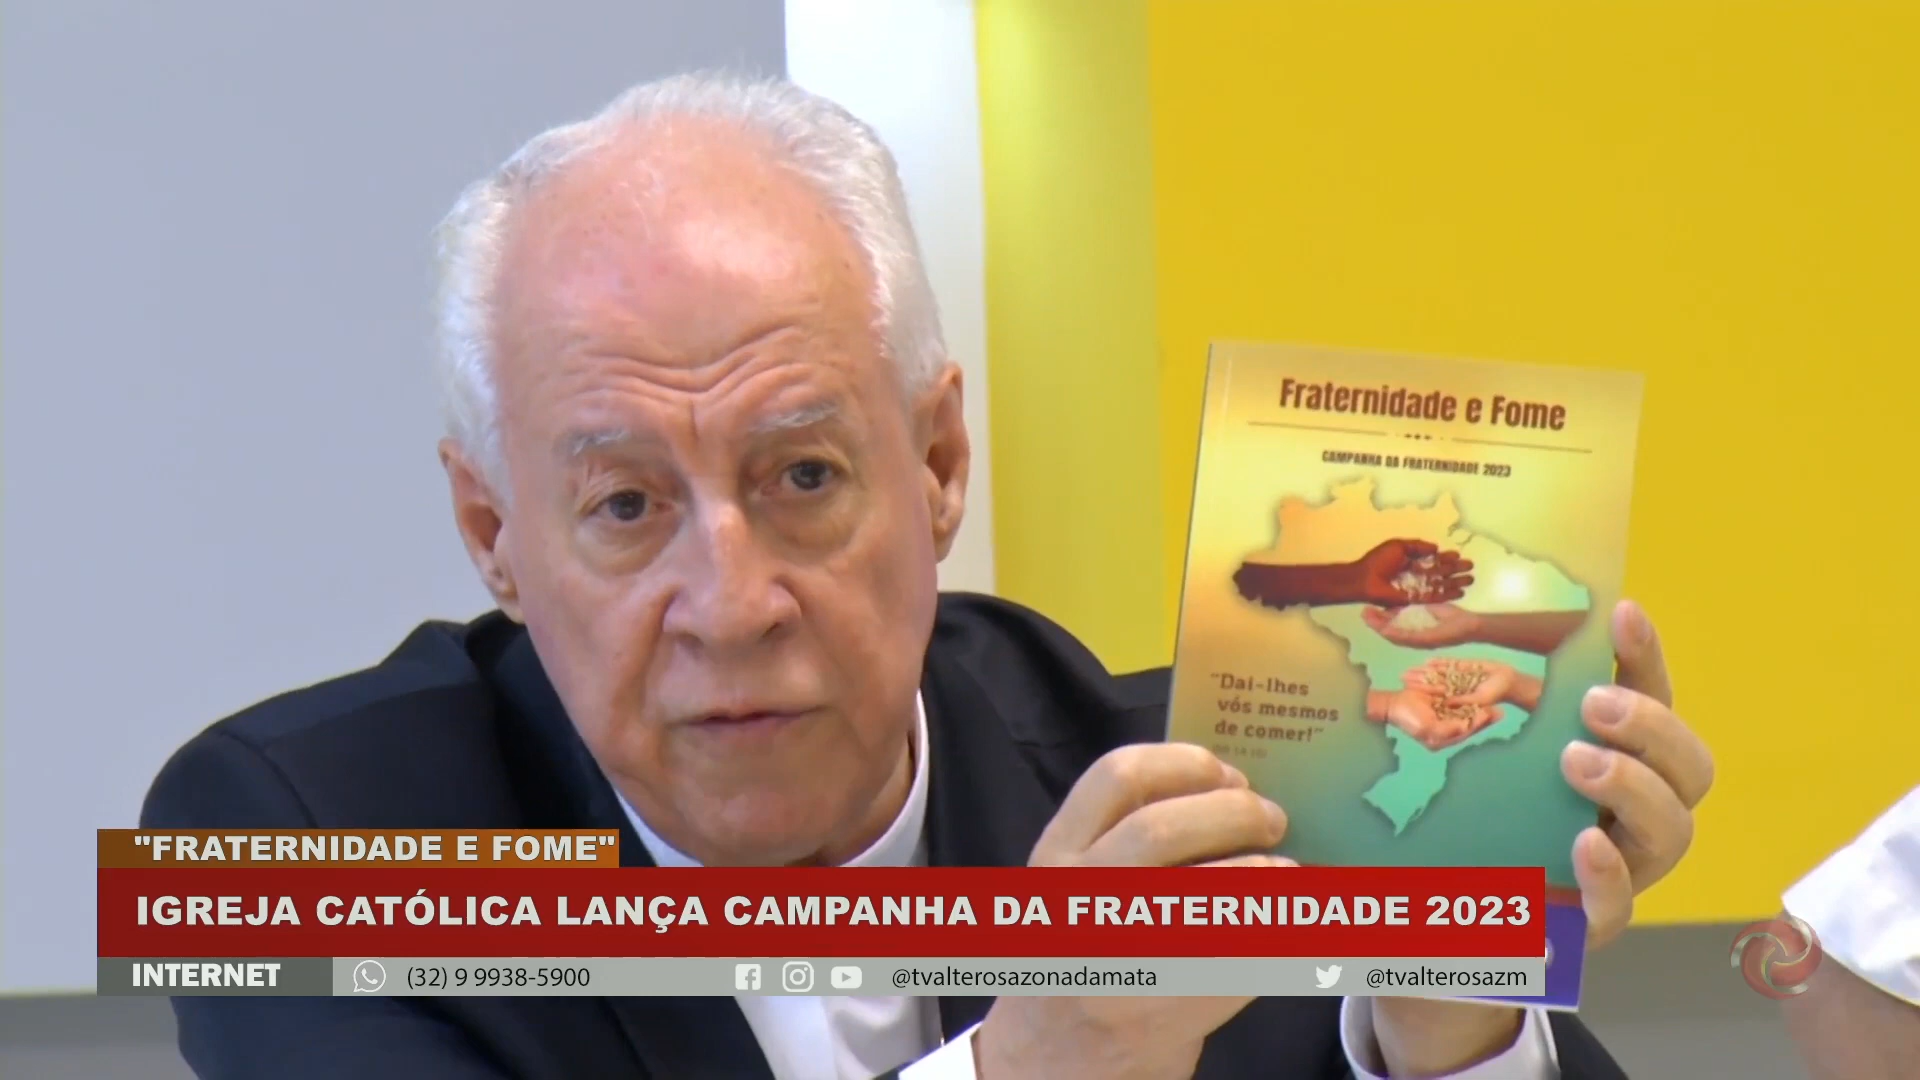 Fraternidade e Fome
CAMPANHA DA FRATERNIDADE 2023
"Dai-lhes
vós mesmos
de comer!"
"FRATERNIDADE E FOME"
IGREJA CATÓLICA LANÇA CAMPANHA DA FRATERNIDADE 2023
INTERNET (32) 9 9938-5900 @tvalterosazonadamata @tvalterosazm